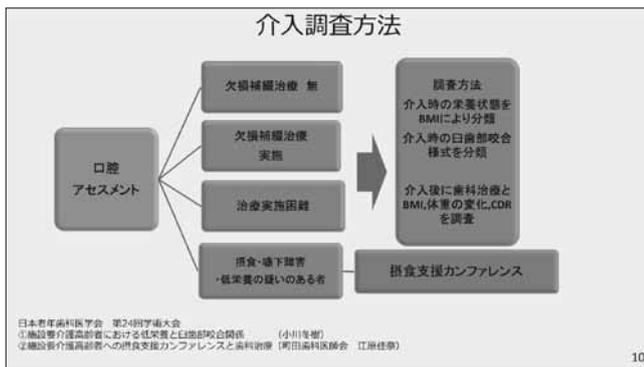 介入調査方法
口腔
アセスメント
欠損補綴治療 無
欠損補綴治療
実施
治療実施困難
摂食・嚥下障害
・低栄養の疑いのある者
調査方法
介入時の栄養状態を
BMIにより分類
介入時の臼歯部咬合
様式を分類
介入後に歯科治療と
BMI,体重の変化,CDR
を調査
摂食支援カンファレンス
日本老年歯科医学会 第24回学術大会
①施設要介護高齢者における低栄養と臼歯部咬合関係 (小川冬樹)
②施設要介護高齢者への摂食支援カンファレンスと歯科治療 (町田歯科医師会 江原佳奈)
10